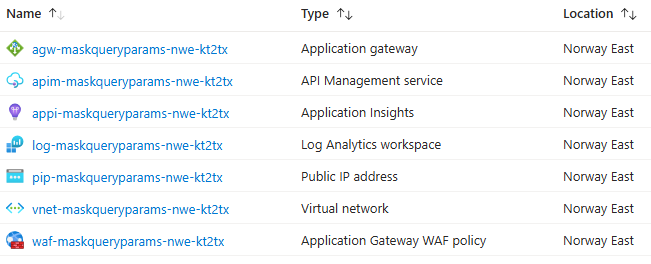 Name ↑↓ Type ↑↓ Location ↑↓
agw-maskqueryparams-nwe-kt2tx Application gateway Norway East
apim-maskqueryparams-nwe-kt2tx API Management service Norway East
appi-maskqueryparams-nwe-kt2tx Application Insights Norway East
log-maskqueryparams-nwe-kt2tx Log Analytics workspace Norway East
pip-maskqueryparams-nwe-kt2tx Public IP address Norway East
vnet-maskqueryparams-nwe-kt2tx Virtual network Norway East
waf-maskqueryparams-nwe-kt2tx Application Gateway WAF policy Norway East